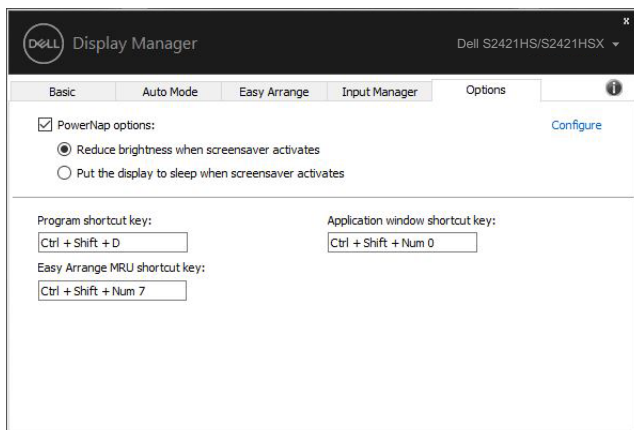 x
DELL Display Manager
Dell S2421HS/S2421HSX
Basic Auto Mode Easy Arrange Input Manager Options
PowerNap options: Configure
Reduce brightness when screensaver activates
Put the display to sleep when screensaver activates
Program shortcut key: Application window shortcut key:
Ctrl + Shift + D Ctrl + Shift + Num 0
Easy Arrange MRU shortcut key:
Ctrl + Shift + Num 7